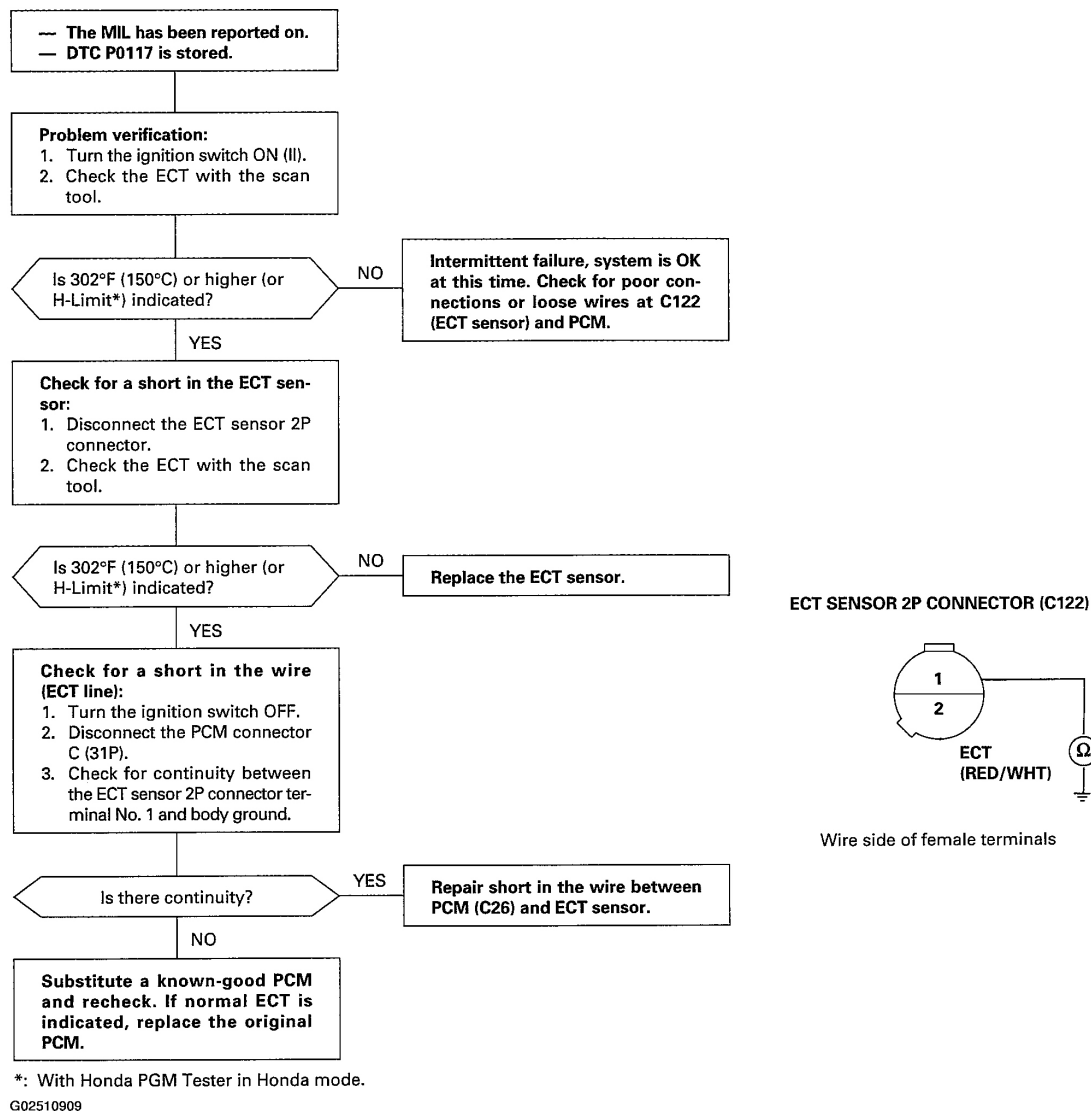 — The MIL has been reported on.
— DTC P0117 is stored.
Problem verification:
1. Turn the ignition switch ON (II).
2. Check the ECT with the scan
tool.
Is 302°F (150°C) or higher (or
H-Limit*) indicated?
NO
Intermittent failure, system is OK
at this time. Check for poor con-
nections or loose wires at C122
(ECT sensor) and PCM.
YES
Check for a short in the ECT sen-
sor:
1. Disconnect the ECT sensor 2P
connector.
2. Check the ECT with the scan
tool.
Is 302°F (150°C) or higher (or
H-Limit*) indicated?
NO
Replace the ECT sensor.
YES
Check for a short in the wire
(ECT line):
1. Turn the ignition switch OFF.
2. Disconnect the PCM connector
C (31P).
3. Check for continuity between
the ECT sensor 2P connector ter-
minal No. 1 and body ground.
Is there continuity?
YES
Repair short in the wire between
PCM (C26) and ECT sensor.
NO
Substitute a known-good PCM
and recheck. If normal ECT is
indicated, replace the original
PCM.
*: With Honda PGM Tester in Honda mode.
G02510909
ECT SENSOR 2P CONNECTOR (C122)
1
2
Ω
ECT
(RED/WHT)
Wire side of female terminals